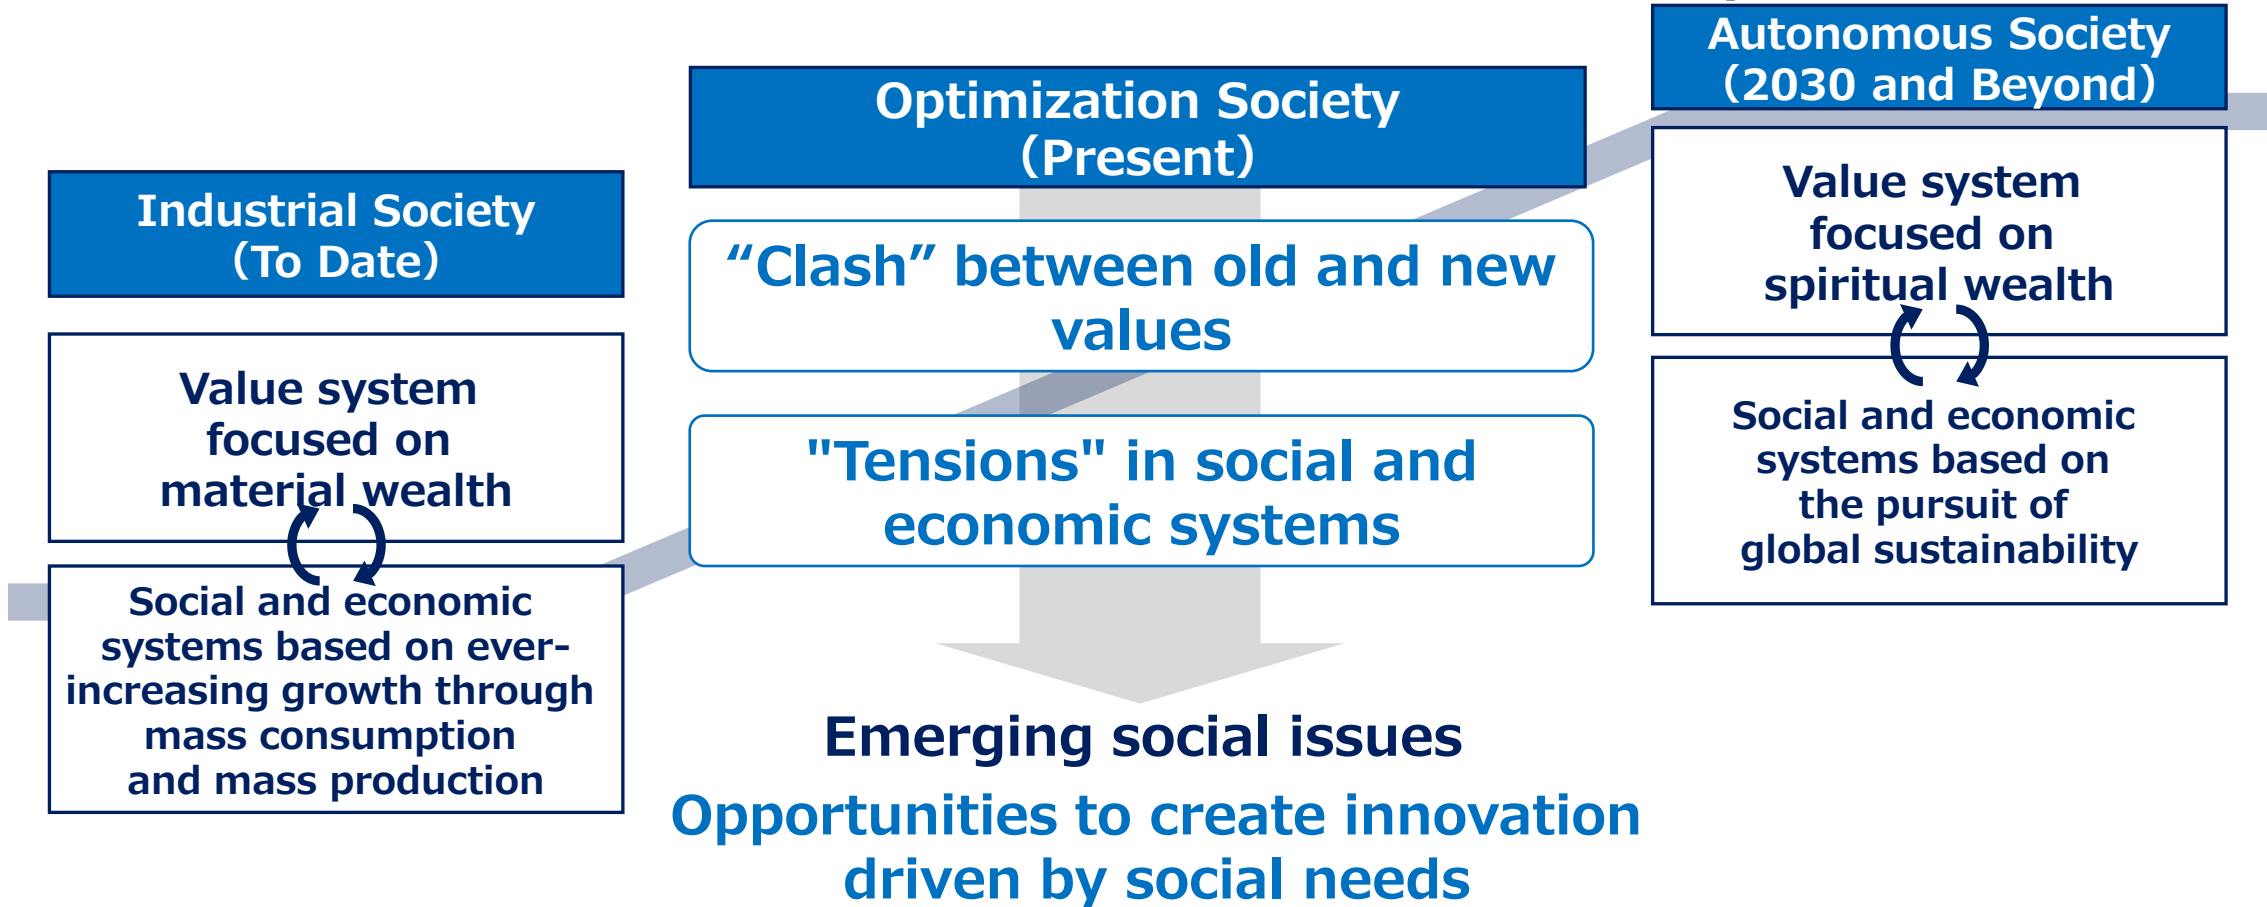 Industrial Society
(To Date)
Value system
focused on
material wealth
Social and economic
systems based on ever-
increasing growth through
mass consumption
and mass production
Optimization Society
(Present)
“Clash” between old and new
values
"Tensions" in social and
economic systems
Emerging social issues
Opportunities to create innovation
driven by social needs
Autonomous Society
(2030 and Beyond)
Value system
focused on
spiritual wealth
Social and economic
systems based on
the pursuit of
global sustainability